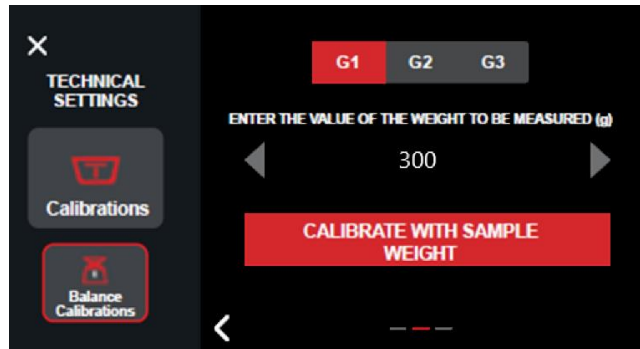 TECHNICAL
SETTINGS
Calibrations
Balance
Calibrations
G1 G2 G3
ENTER THE VALUE OF THE WEIGHT TO BE MEASURED (g)
300
CALIBRATE WITH SAMPLE
WEIGHT